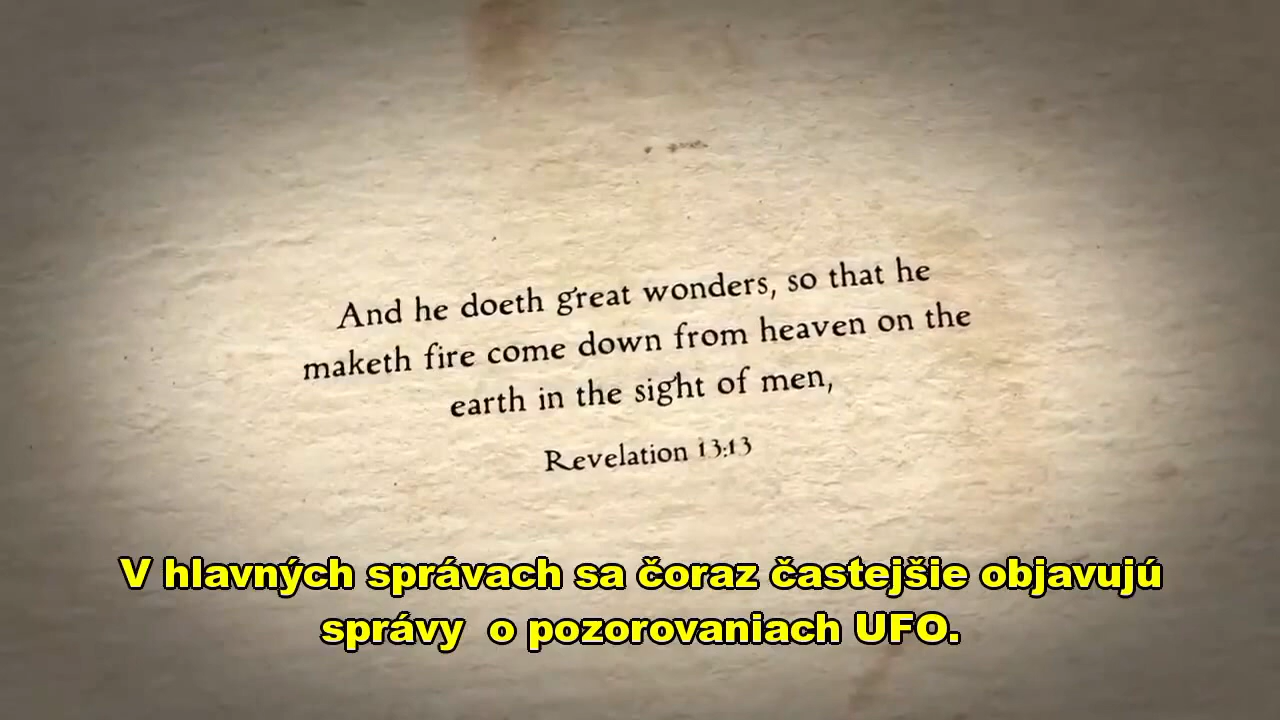 And he doeth great wonders, so that he
maketh fire come down from heaven on the
earth in the sight of men,
Revelation 13:13
V hlavných správach sa čoraz častejšie objavujú
správy  o pozorovaniach UFO.